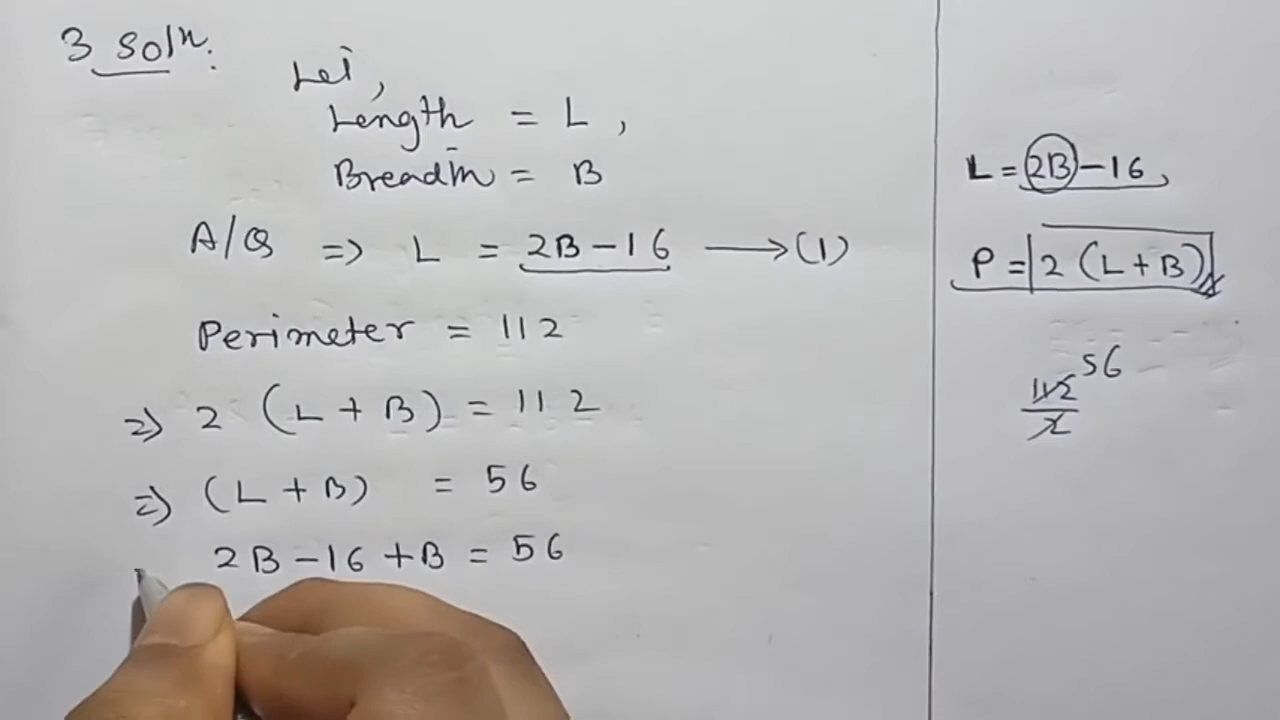 3 Soln.
Let,
Length = L,
Breadth = B
A/Q => L = 2B-16 → (1)
Perimeter = 112
=> 2 (L + B) = 112
=> (L + B) = 56
2B - 16 + B = 56
L = 2B - 16,
P = 2 (L + B)
112/2 56